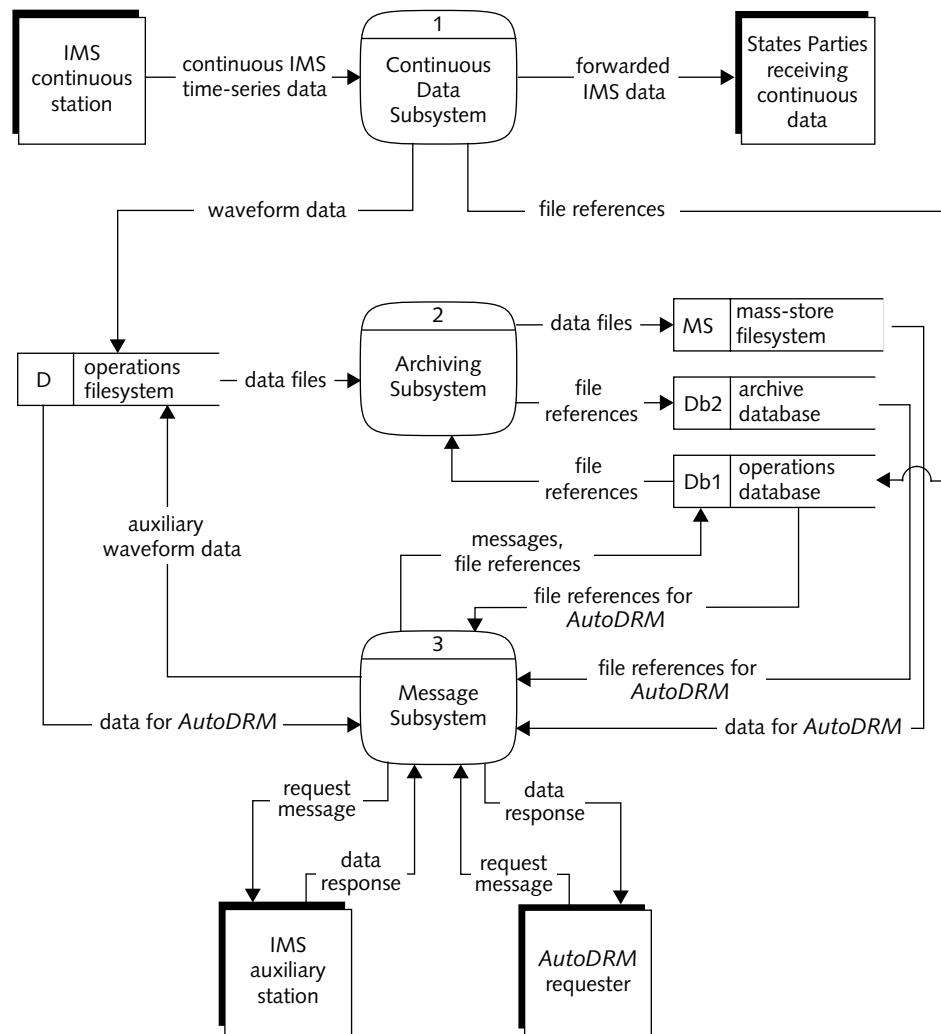 IMS
continuous
station
continuous IMS
time-series data
1
Continuous
Data
Subsystem
forwarded
IMS data
States Parties
receiving
continuous
data
waveform data
file references
D
operations
filesystem
data files
2
Archiving
Subsystem
data files
MS
mass-store
filesystem
file
references
Db2
archive
database
file
references
Db1
operations
database
auxiliary
waveform data
messages,
file references
file references for
AutoDRM
3
Message
Subsystem
file references for
AutoDRM
data for AutoDRM
data for AutoDRM
request
message
data
response
data
response
request
message
IMS
auxiliary
station
AutoDRM
requester